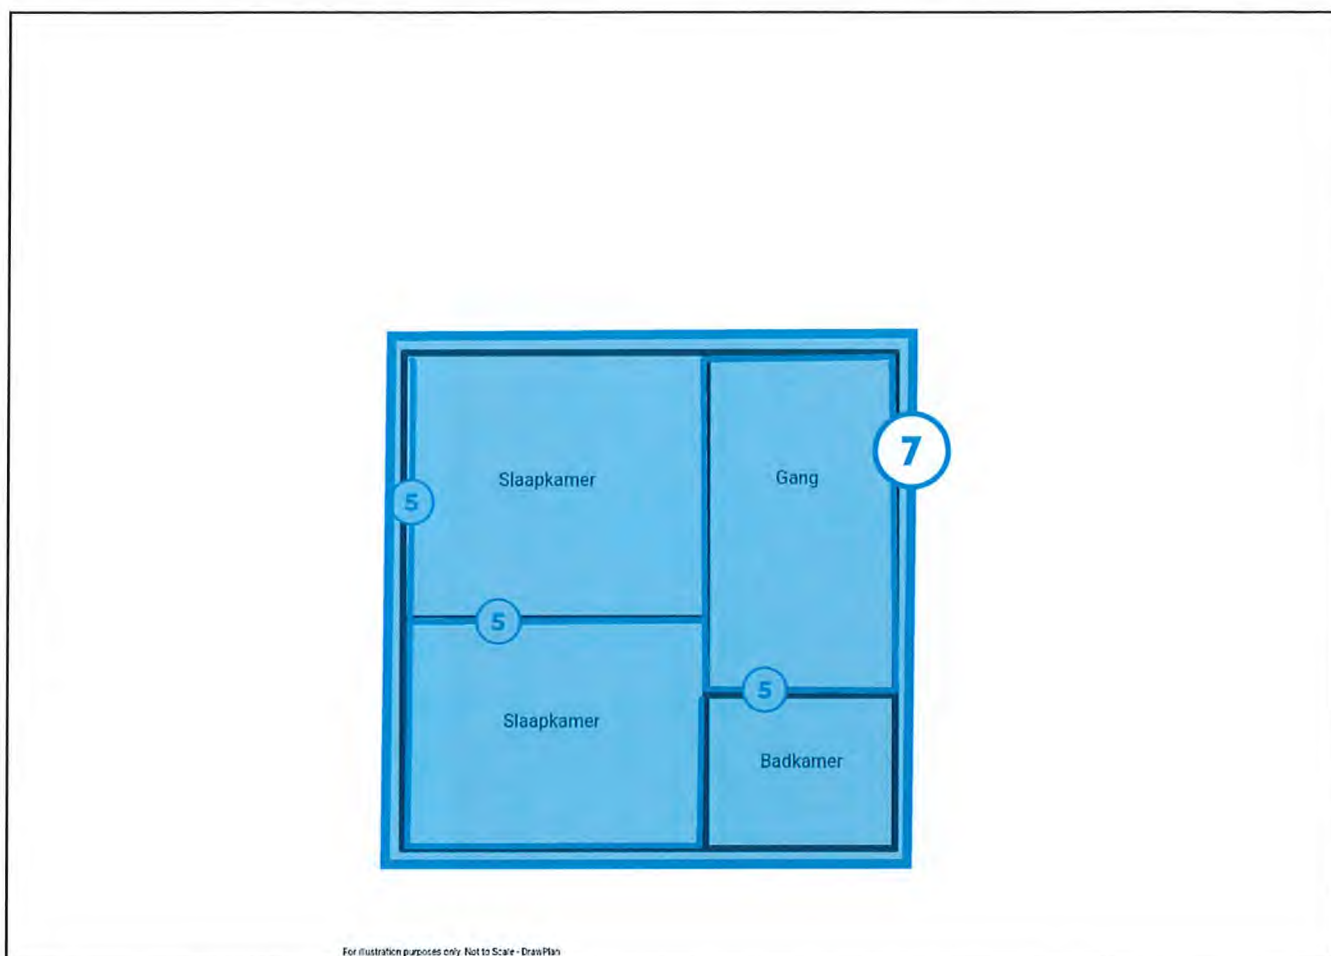 Slaapkamer
Gang
7
5
5
Slaapkamer
5
Badkamer
For illustration purposes only. Not to Scale - DrawPlan